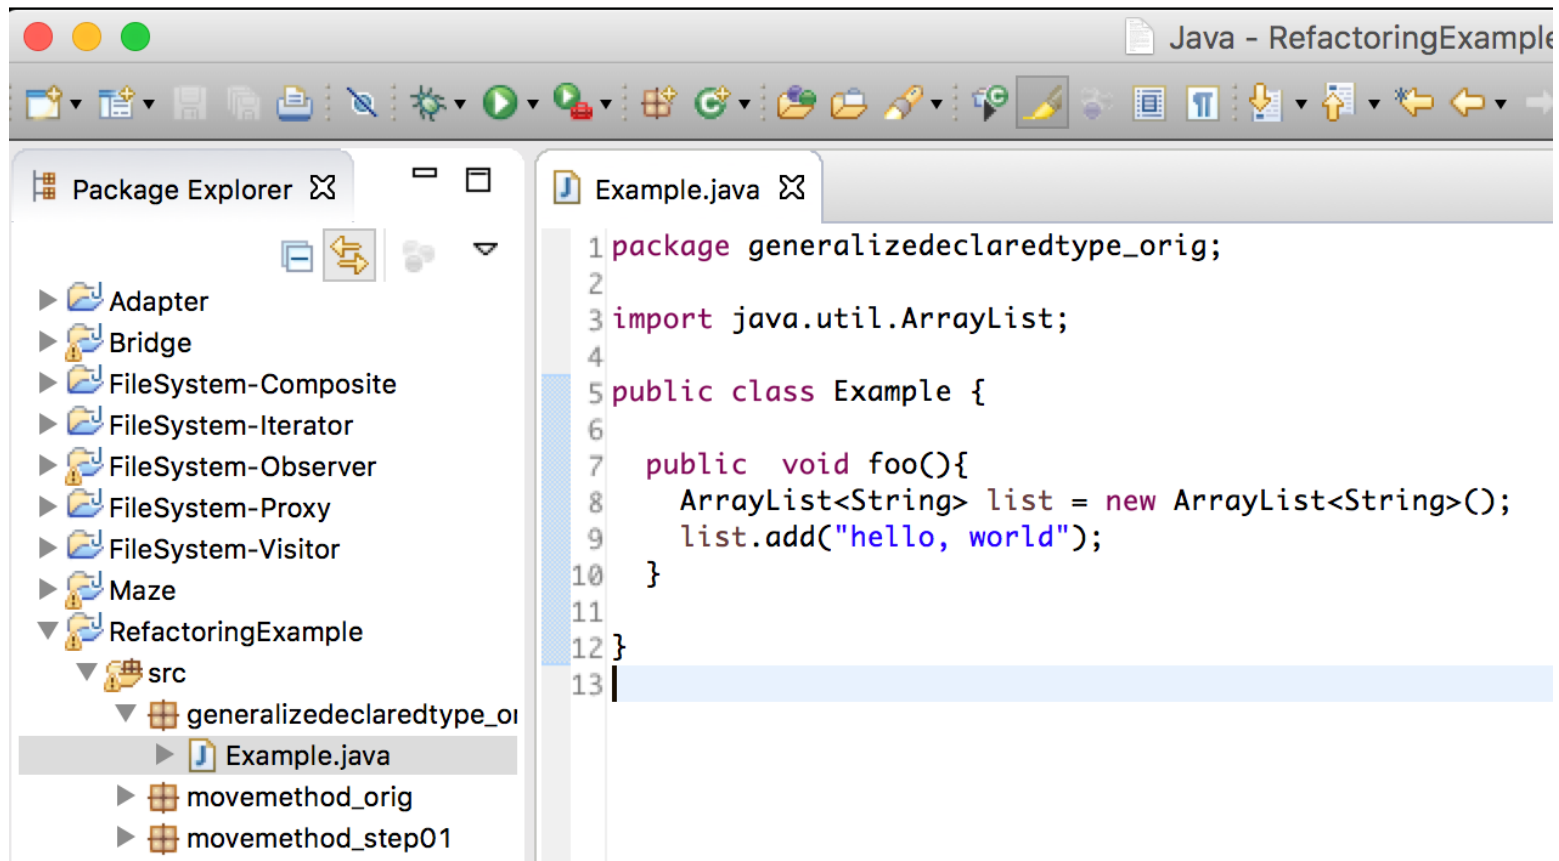 Java - RefactoringExample
Package Explorer
Example.java
Adapter
Bridge
FileSystem-Composite
FileSystem-Iterator
FileSystem-Observer
FileSystem-Proxy
FileSystem-Visitor
Maze
RefactoringExample
src
generalizedeclaredtype_or
Example.java
movemethod_orig
movemethod_step01
1 package generalizedeclaredtype_orig;
2
3 import java.util.ArrayList;
4
5 public class Example {
6
7   public  void foo(){
8     ArrayList<String> list = new ArrayList<String>();
9     list.add("hello, world");
10   }
11
12 }
13